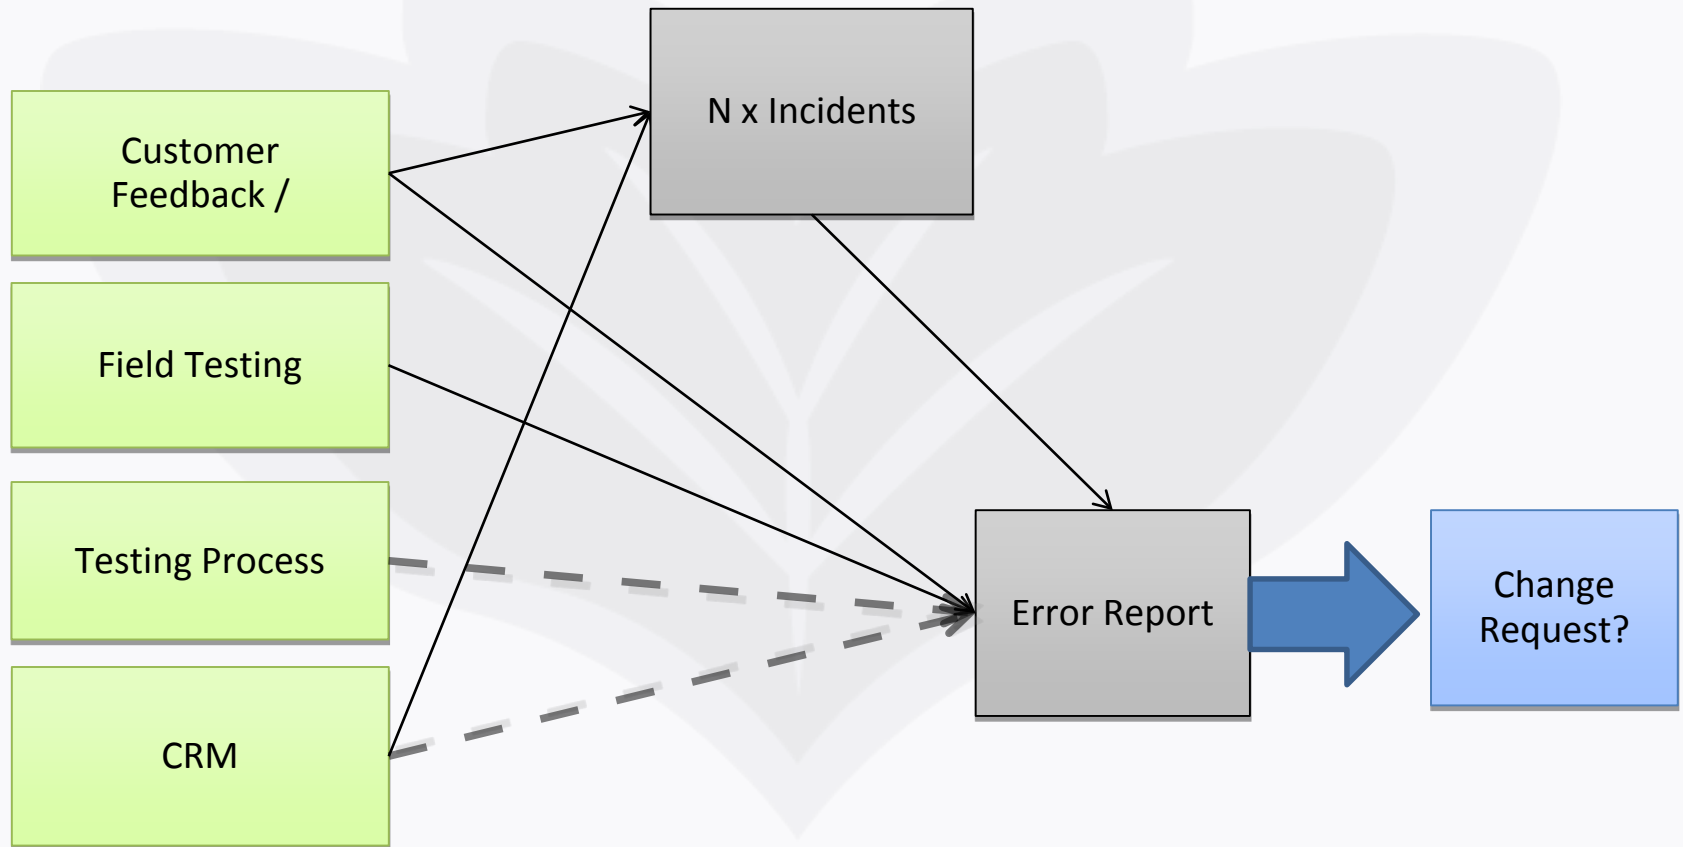 N x Incidents
Customer
Feedback /
Field Testing
Testing Process
Error Report
Change
Request?
CRM